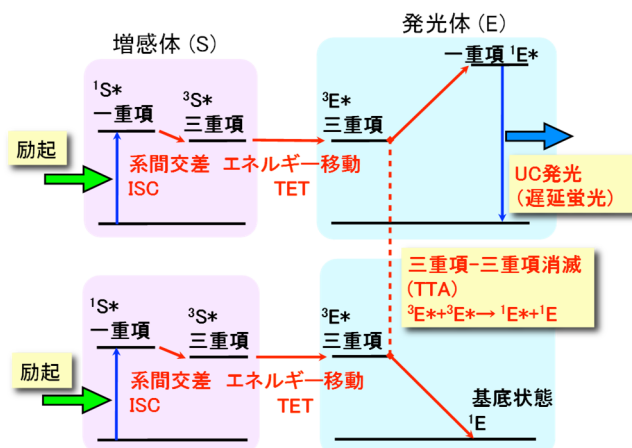 増感体(S)
発光体(E)
一重項 ¹E*
¹S*
一重項
³S*
三重項
³E*
三重項
励起
系間交差
ISC
エネルギー移動
TET
UC発光
(遅延蛍光)
三重項-三重項消滅
(TTA)
³E*+³E*→ ¹E*+¹E
¹S*
一重項
³S*
三重項
³E*
三重項
励起
系間交差
ISC
エネルギー移動
TET
基底状態
¹E